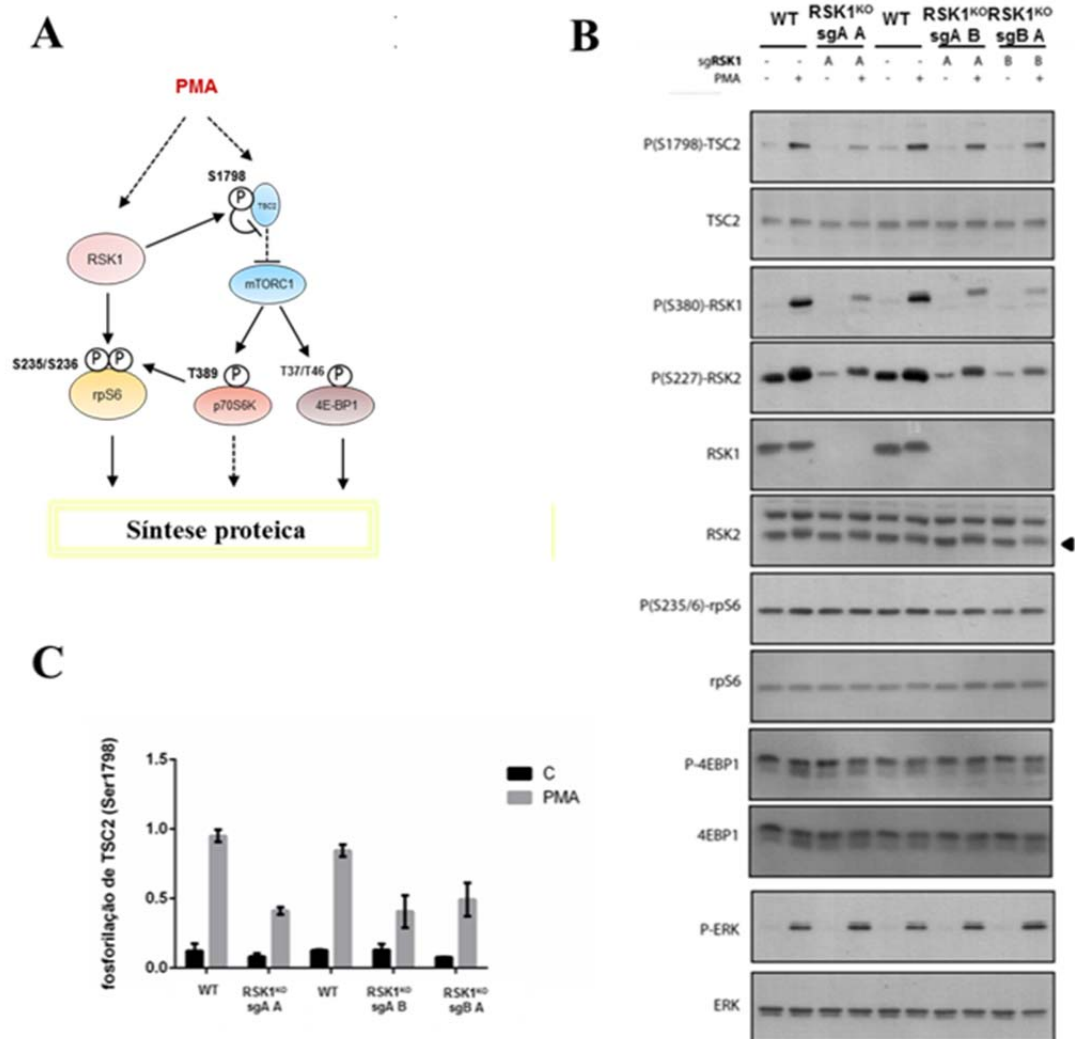 A
PMA
S1798
P
TSC2
RSK1
mTORC1
S235/S236
P P
rpS6
T389
P
p70S6K
T37/T46
P
4E-BP1
Síntese proteica
B
WT RSK1KO sgA A WT RSK1KO sgA B RSK1KO sgB A
sgRSK1 - - A A - - A A B B
PMA - + - + - + - + - +
P(S1798)-TSC2
TSC2
P(S380)-RSK1
P(S227)-RSK2
RSK1
RSK2
P(S235/6)-rpS6
rpS6
P-4EBP1
4EBP1
P-ERK
ERK
C
fosforilação de TSC2 (Ser1798)
1.5
1.0
0.5
0.0
C
PMA
WT RSK1KO sgA A WT RSK1KO sgA B RSK1KO sgB A